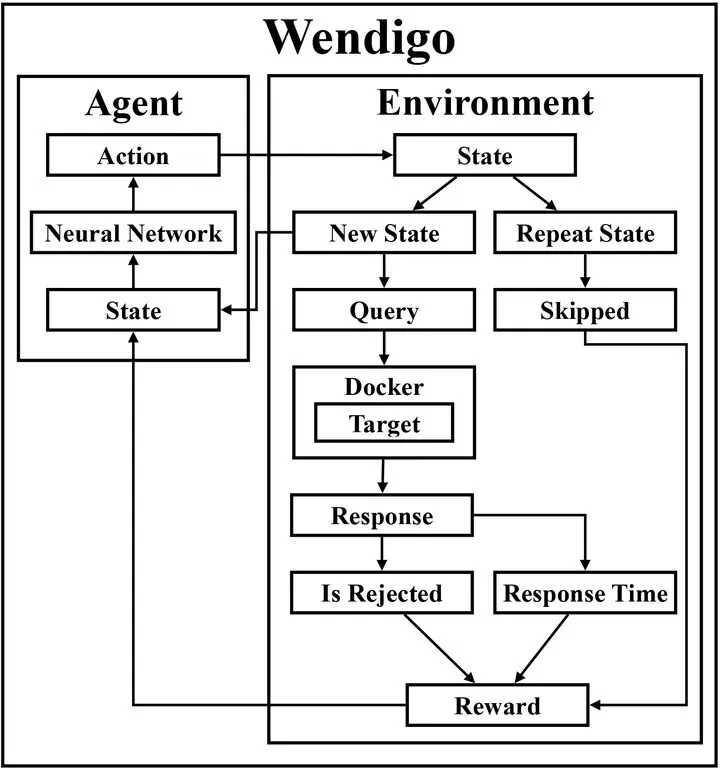 Wendigo
Agent
Action
Neural Network
State
Environment
State
New State
Repeat State
Query
Skipped
Docker
Target
Response
Is Rejected
Response Time
Reward